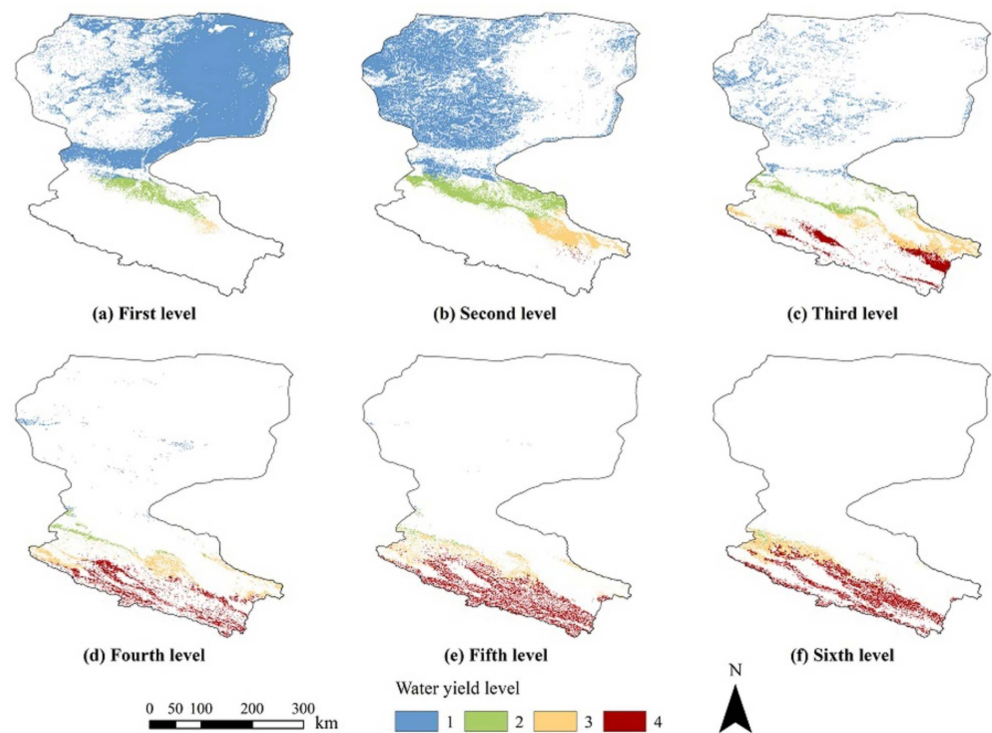 (a) First level
(b) Second level
(c) Third level
(d) Fourth level
(e) Fifth level
(f) Sixth level
Water yield level
N
0 50 100 200 300
km
1 2 3 4